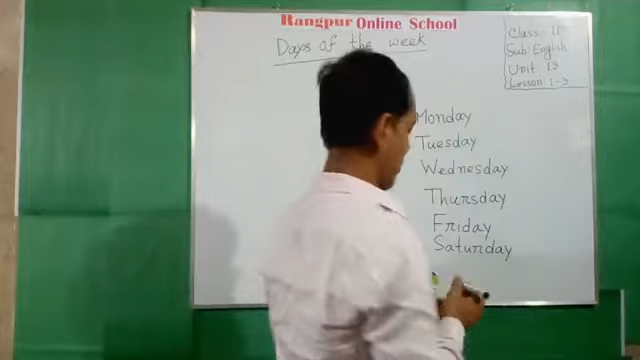 Rangpur Online School
Days of the week
Class: II
Sub: English
Unit: 13
Lesson: 1-3
Monday
Tuesday
Wednesday
Thursday
Friday
Saturday